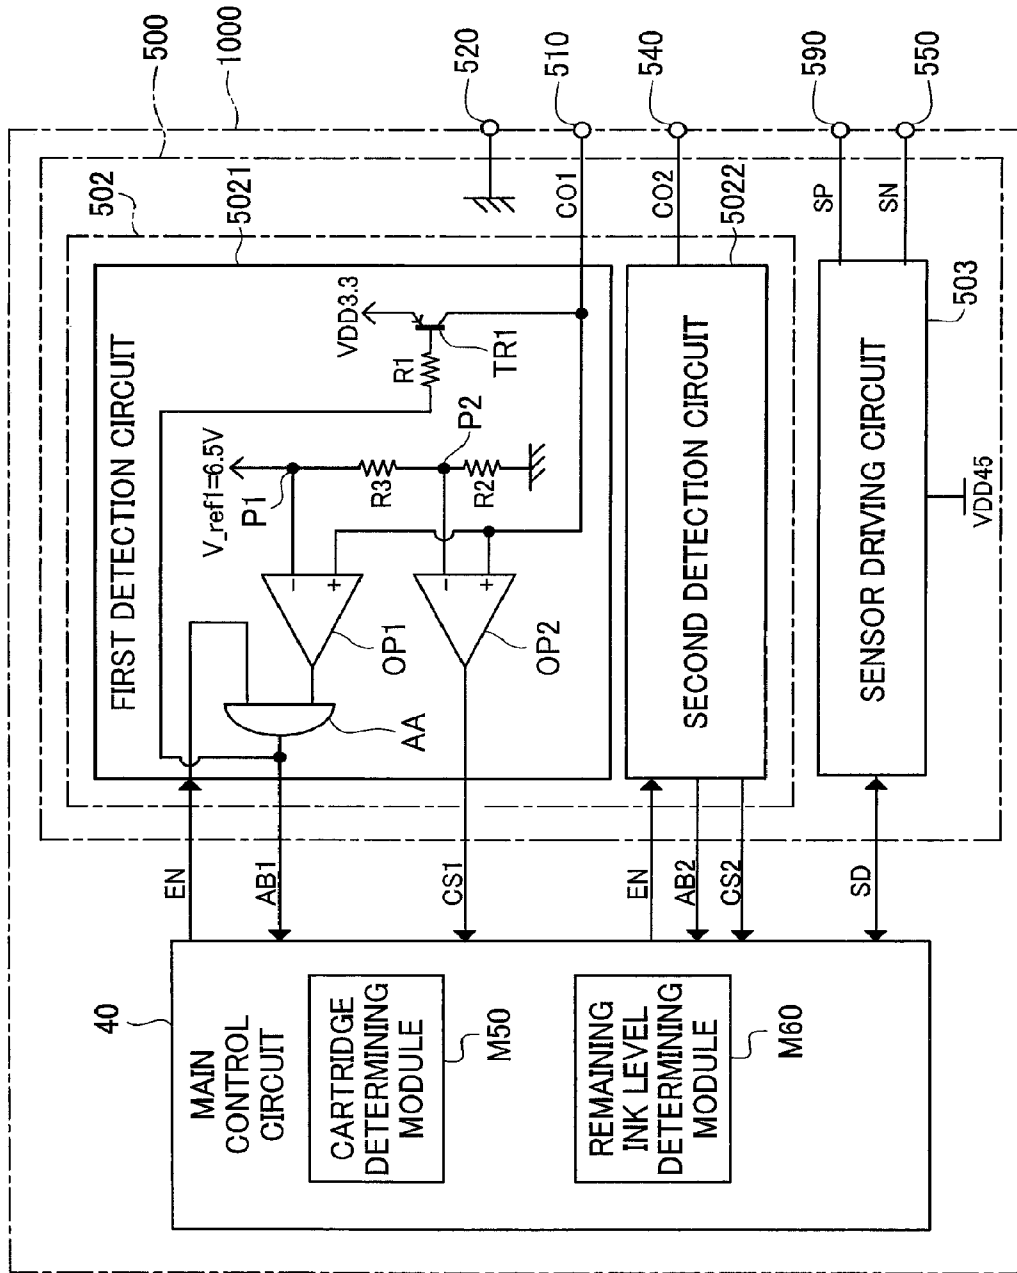 1000
500
502
5021
FIRST DETECTION CIRCUIT
VDD3.3
R1
TR1
V_ref1=6.5V
P1
R3
P2
R2
−
+
OP1
−
+
OP2
AA
520
510
CO1
540
CO2
5022
SECOND DETECTION CIRCUIT
590
SP
550
SN
503
SENSOR DRIVING CIRCUIT
VDD45
EN
AB1
CS1
EN
AB2
CS2
SD
40
MAIN
CONTROL
CIRCUIT
CARTRIDGE
DETERMINING
MODULE
M50
REMAINING
INK LEVEL
DETERMINING
MODULE
M60